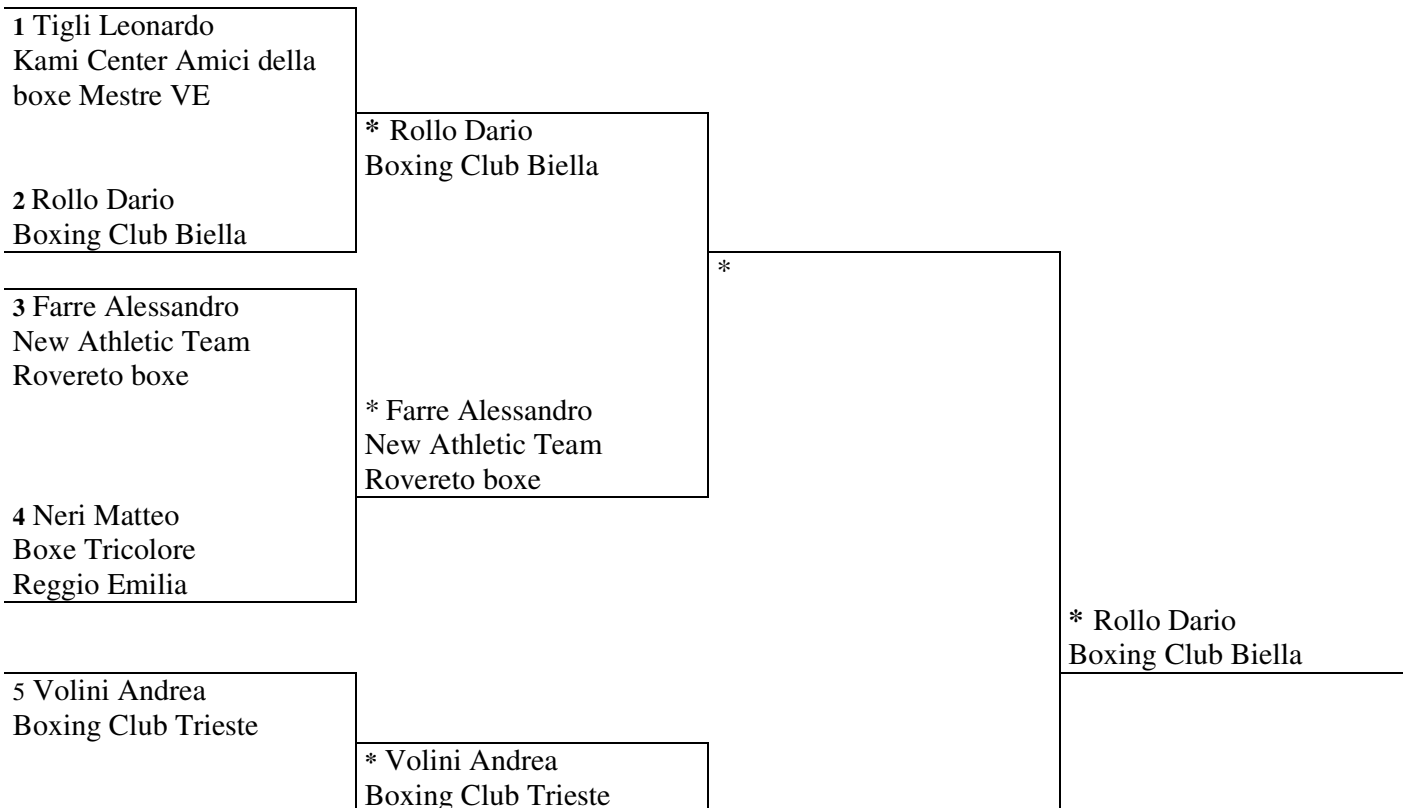 1 Tigli Leonardo
Kami Center Amici della
boxe Mestre VE
* Rollo Dario
Boxing Club Biella
2 Rollo Dario
Boxing Club Biella
*
3 Farre Alessandro
New Athletic Team
Rovereto boxe
* Farre Alessandro
New Athletic Team
Rovereto boxe
4 Neri Matteo
Boxe Tricolore
Reggio Emilia
* Rollo Dario
Boxing Club Biella
5 Volini Andrea
Boxing Club Trieste
* Volini Andrea
Boxing Club Trieste